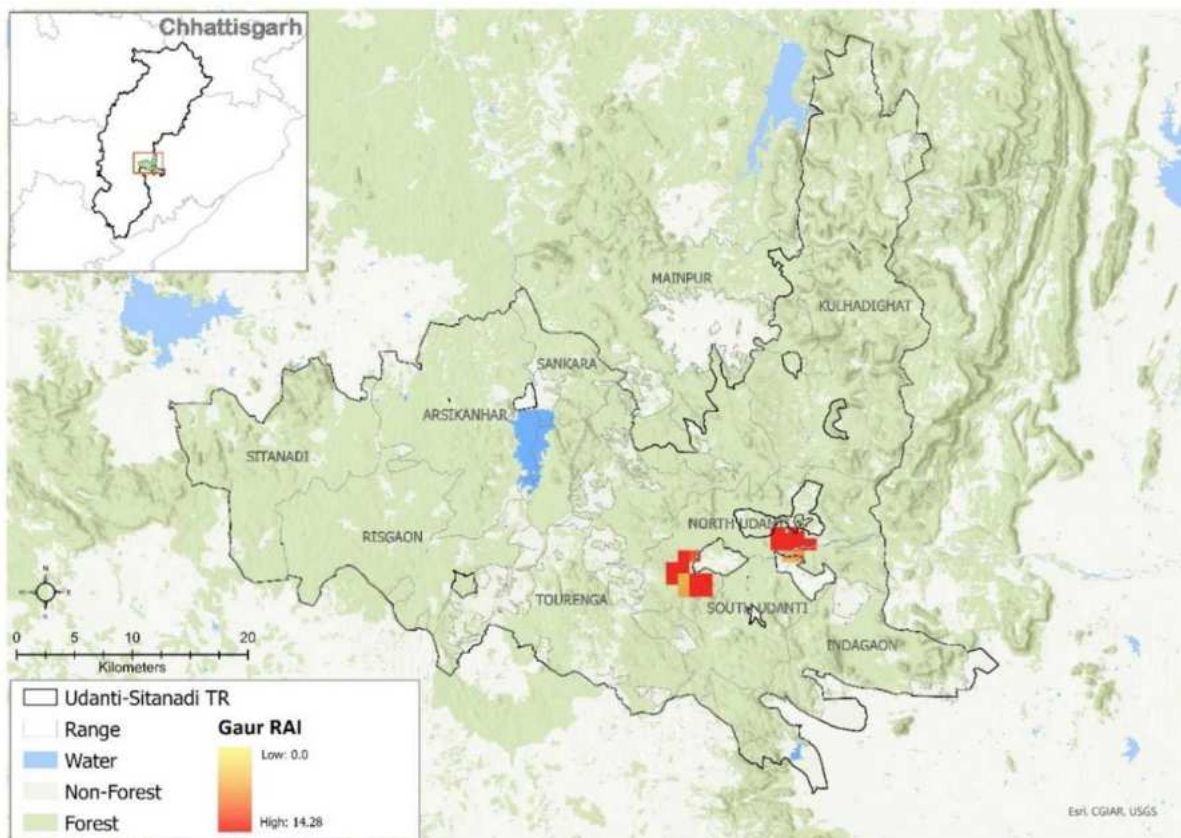 Chhattisgarh
MAINPUR
KULHADIGHAT
SANKARA
ARSIKANHAR
SITANADI
NORTH UDANTI
RISGAON
TOURENGA
SOUTH UDANTI
INDAGAON
N
0 5 10 20
Kilometers
Udanti-Sitanadi TR
Range
Water
Non-Forest
Forest
Gaur RAI
Low: 0.0
High: 14.28
Esri, CGIAR, USGS